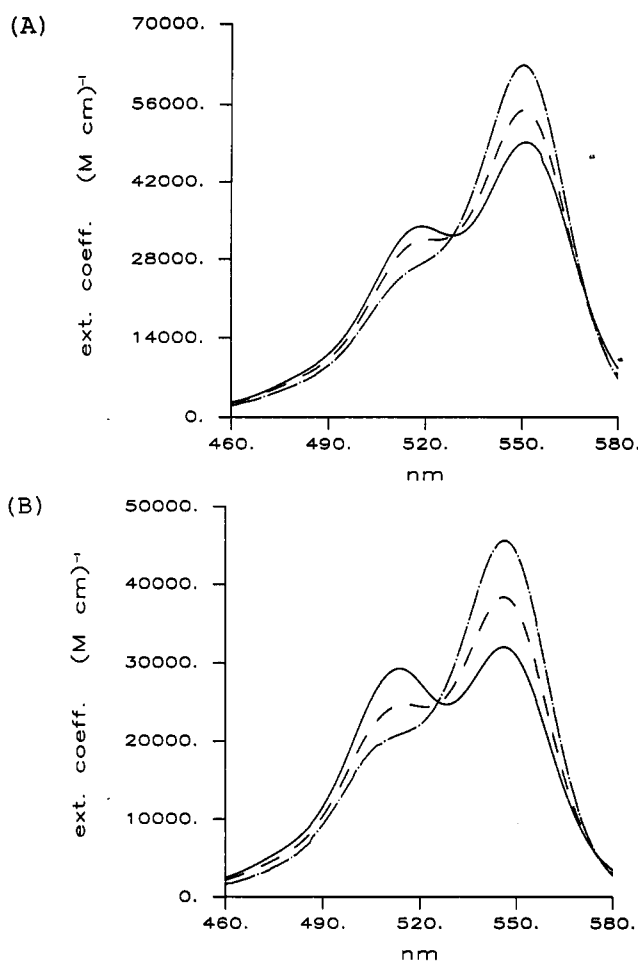 (A)
70000.
56000.
42000.
28000.
14000.
0.
ext. coeff. (M cm)⁻¹
460. 490. 520. 550. 580.
nm
(B)
50000.
40000.
30000.
20000.
10000.
0.
ext. coeff. (M cm)⁻¹
460. 490. 520. 550. 580.
nm